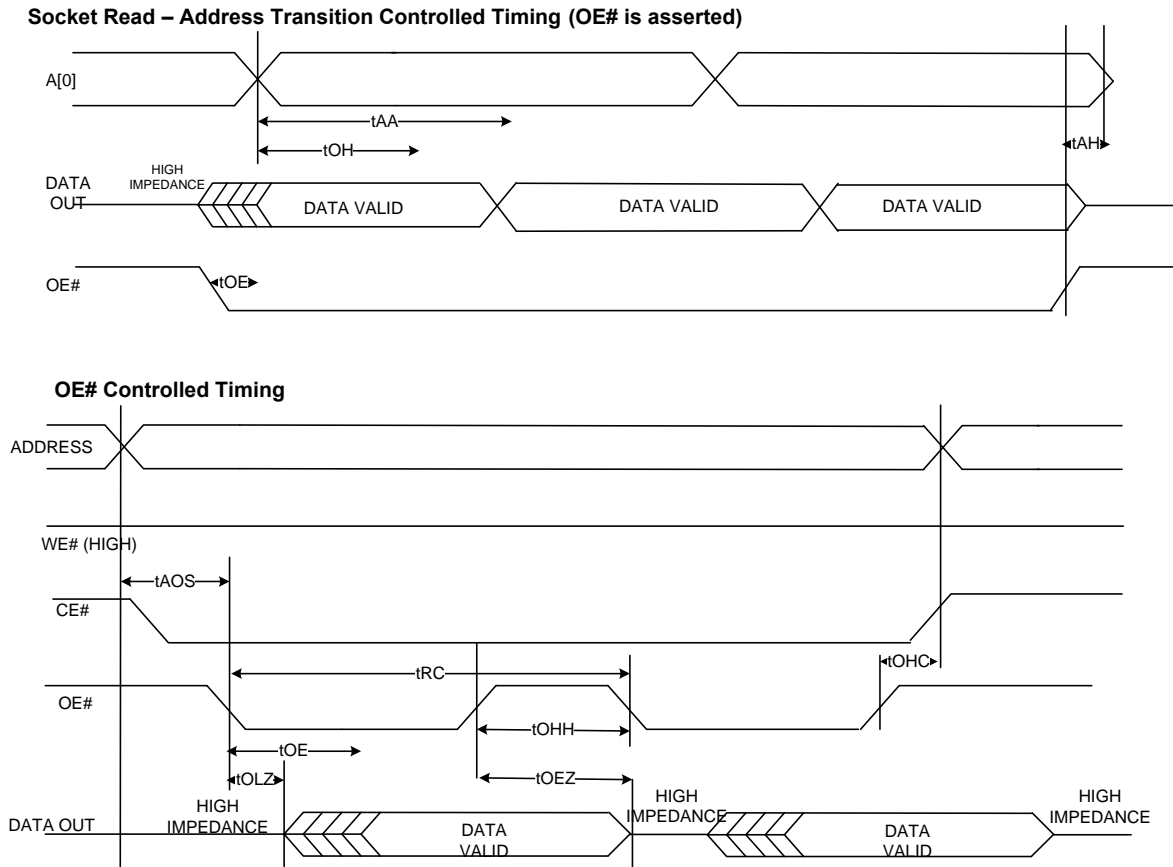 Socket Read – Address Transition Controlled Timing (OE# is asserted)
A[0]
tAA
tOH
tAH
HIGH
IMPEDANCE
DATA
OUT
DATA VALID
DATA VALID
DATA VALID
tOE
OE#
OE# Controlled Timing
ADDRESS
WE# (HIGH)
tAOS
CE#
tOHC
tRC
OE#
tOHH
tOE
tOLZ
tOEZ
HIGH
IMPEDANCE
HIGH
IMPEDANCE
HIGH
IMPEDANCE
DATA OUT
DATA
VALID
DATA
VALID